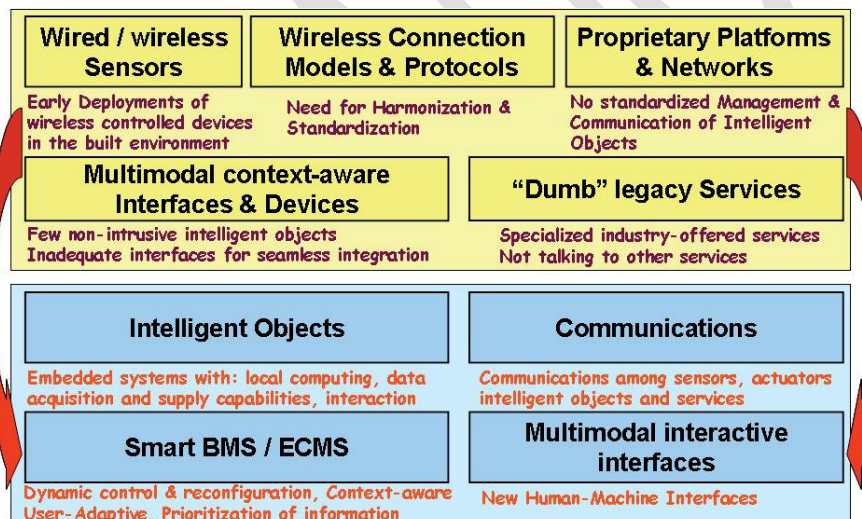 Wired / wireless
Sensors
Wireless Connection
Models & Protocols
Proprietary Platforms
& Networks
Early Deployments of
wireless controlled devices
in the built environment
Need for Harmonization &
Standardization
No standardized Management &
Communication of Intelligent
Objects
Multimodal context-aware
Interfaces & Devices
“Dumb” legacy Services
Few non-intrusive intelligent objects
Inadequate interfaces for seamless integration
Specialized industry-offered services
Not talking to other services
Intelligent Objects
Communications
Embedded systems with: local computing, data
acquisition and supply capabilities, interaction
Communications among sensors, actuators
intelligent objects and services
Smart BMS / ECMS
Multimodal interactive
interfaces
Dynamic control & reconfiguration, Context-aware
User-Adaptive, Prioritization of information
New Human-Machine Interfaces